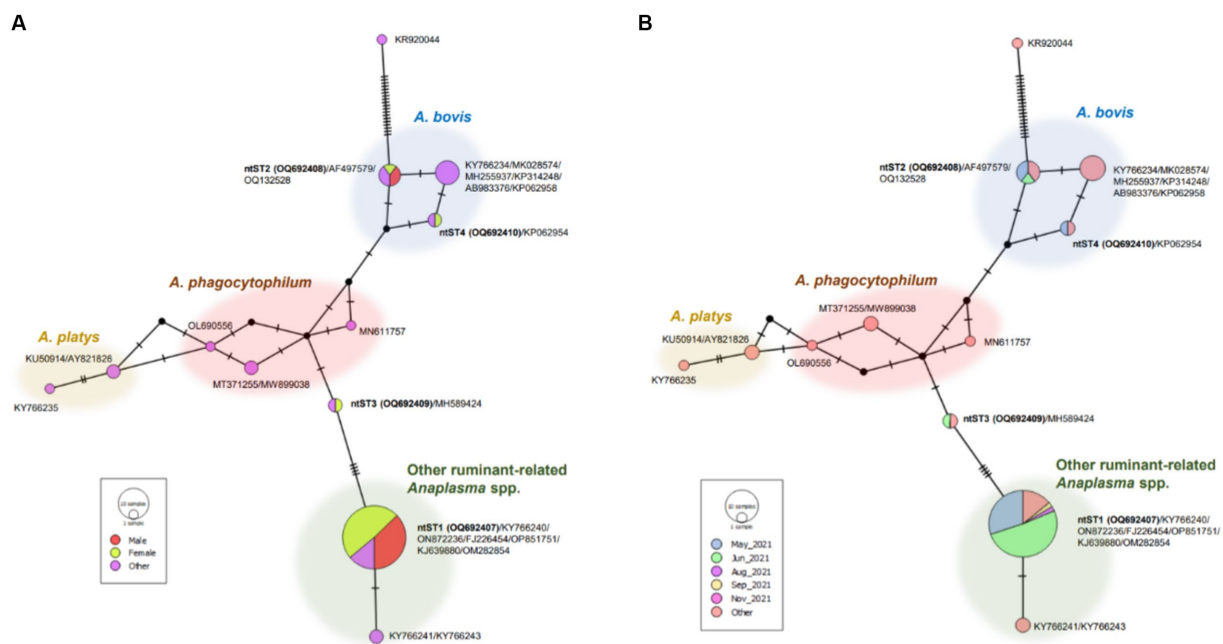 A
KR920044
A. bovis
ntST2 (OQ692408)/AF497579/
OQ132528
KY766234/MK028574/
MH255937/KP314248/
AB983376/KP062958
ntST4 (OQ692410)/KP062954
A. phagocytophilum
A. platys
OL690556
KU50914/AY821826
MN611757
MT371255/MW899038
KY766235
ntST3 (OQ692409)/MH589424
Other ruminant-related
Anaplasma spp.
10 samples
1 sample
Male
Female
Other
ntST1 (OQ692407)/KY766240/
ON872236/FJ226454/OP851751/
KJ639880/OM282854
KY766241/KY766243
B
KR920044
A. bovis
ntST2 (OQ692408)/AF497579/
OQ132528
KY766234/MK028574/
MH255937/KP314248/
AB983376/KP062958
ntST4 (OQ692410)/KP062954
A. phagocytophilum
MT371255/MW899038
A. platys
KU50914/AY821826
MN611757
OL690556
KY766235
ntST3 (OQ692409)/MH589424
Other ruminant-related
Anaplasma spp.
10 samples
1 sample
May_2021
Jun_2021
Aug_2021
Sep_2021
Nov_2021
Other
ntST1 (OQ692407)/KY766240/
ON872236/FJ226454/OP851751/
KJ639880/OM282854
KY766241/KY766243